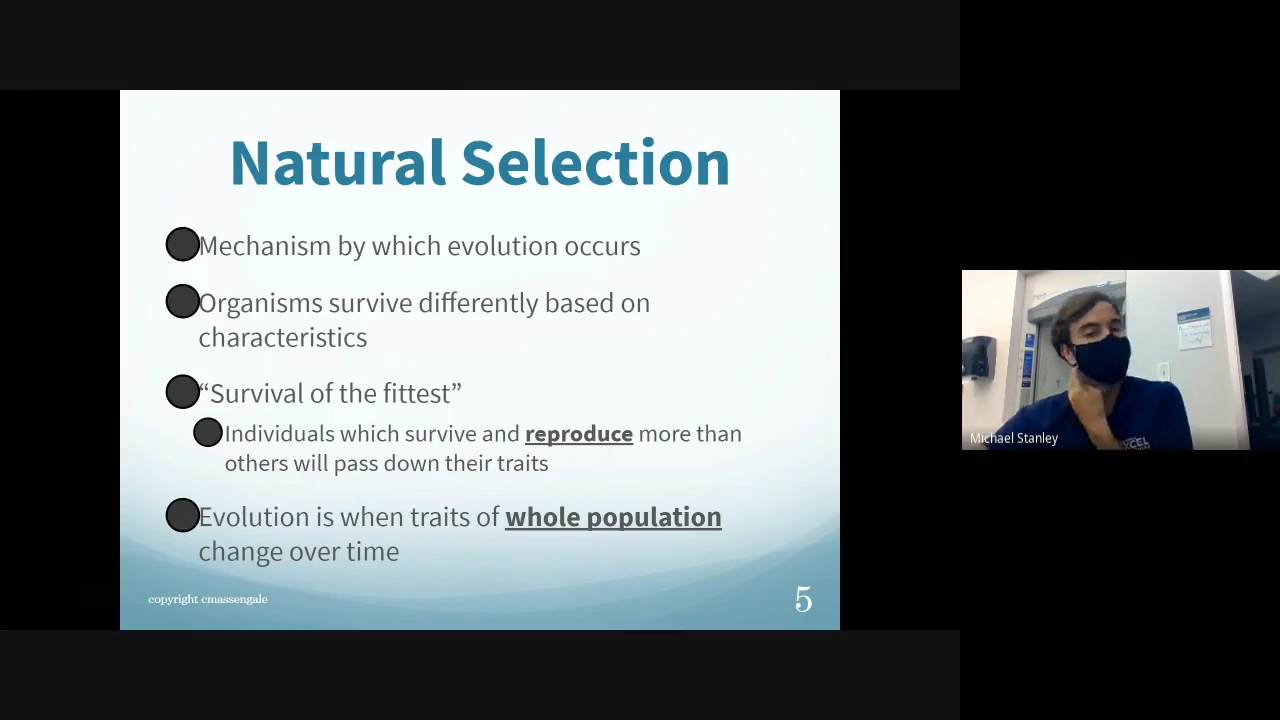 Natural Selection
Mechanism by which evolution occurs
Organisms survive differently based on
characteristics
“Survival of the fittest”
Individuals which survive and reproduce more than
others will pass down their traits
Evolution is when traits of whole population
change over time
copyright cmassengale
5
Michael Stanley